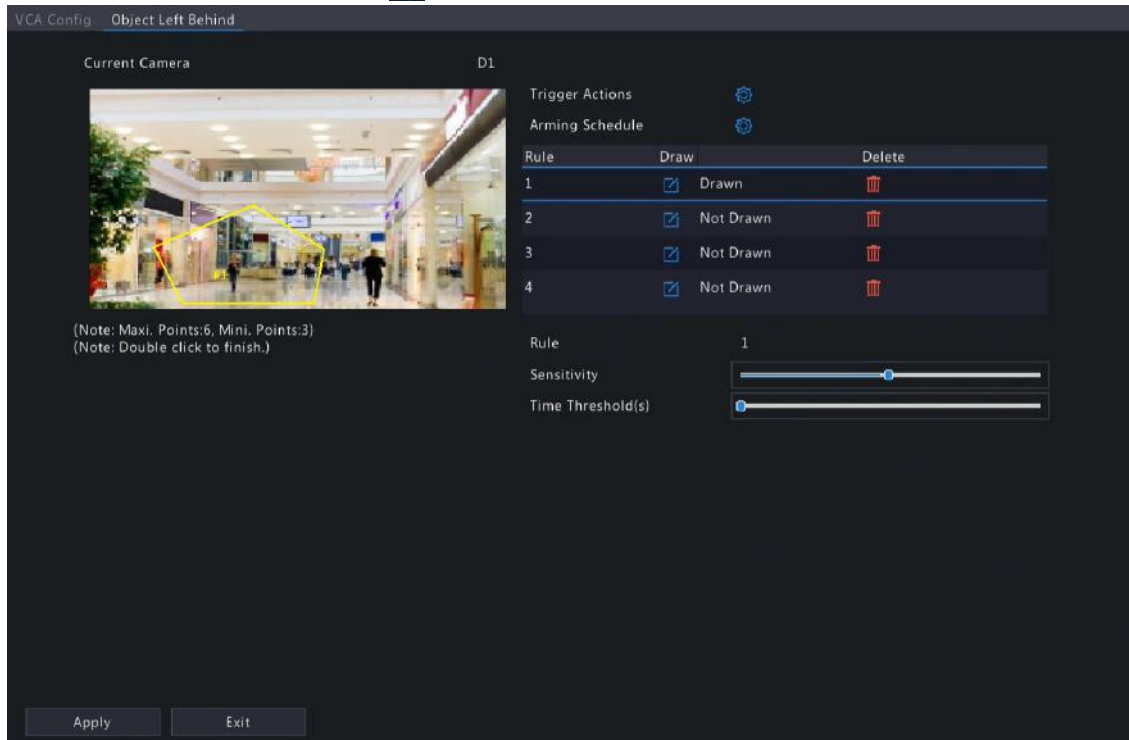 VCA Config Object Left Behind
Current Camera D1
Trigger Actions
Arming Schedule
Rule Draw Delete
1 Drawn
2 Not Drawn
3 Not Drawn
4 Not Drawn
(Note: Maxi. Points:6, Mini. Points:3)
(Note: Double click to finish.)
Rule 1
Sensitivity
Time Threshold(s)
Apply Exit